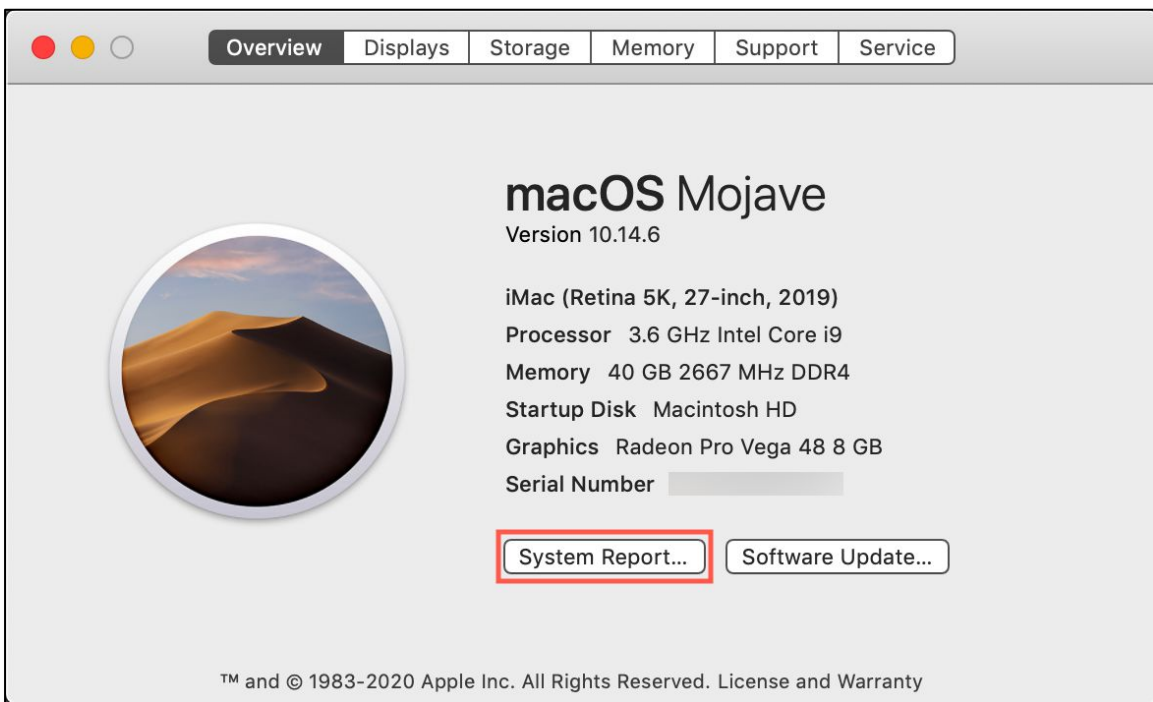 Overview Displays Storage Memory Support Service
macOS Mojave
Version 10.14.6
iMac (Retina 5K, 27-inch, 2019)
Processor 3.6 GHz Intel Core i9
Memory 40 GB 2667 MHz DDR4
Startup Disk Macintosh HD
Graphics Radeon Pro Vega 48 8 GB
Serial Number
System Report... Software Update...
™ and © 1983-2020 Apple Inc. All Rights Reserved. License and Warranty